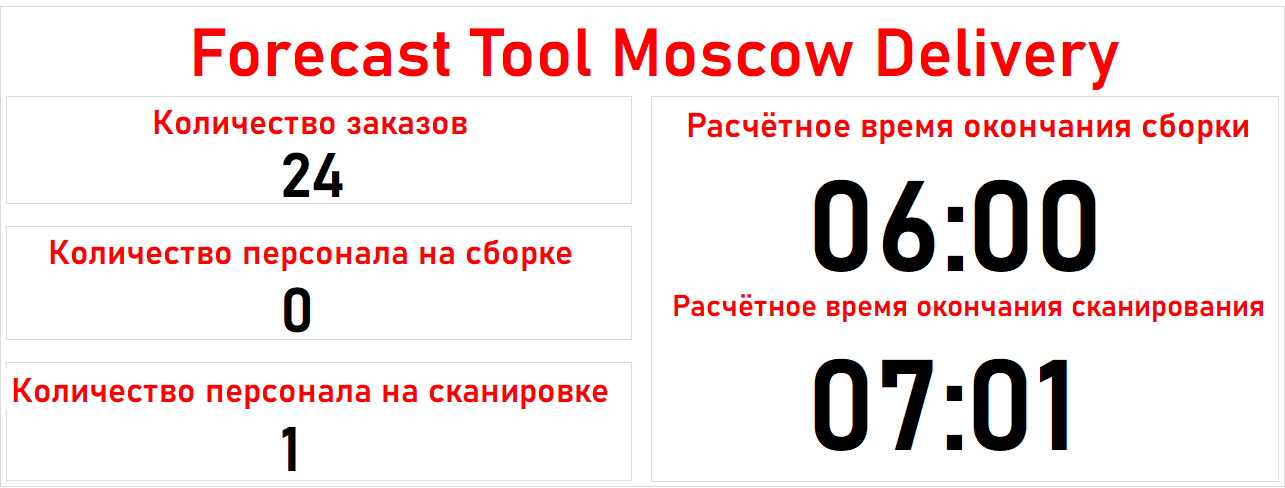 Forecast Tool Moscow Delivery
Количество заказов
24
Количество персонала на сборке
0
Количество персонала на сканировке
1
Расчётное время окончания сборки
06:00
Расчётное время окончания сканирования
07:01